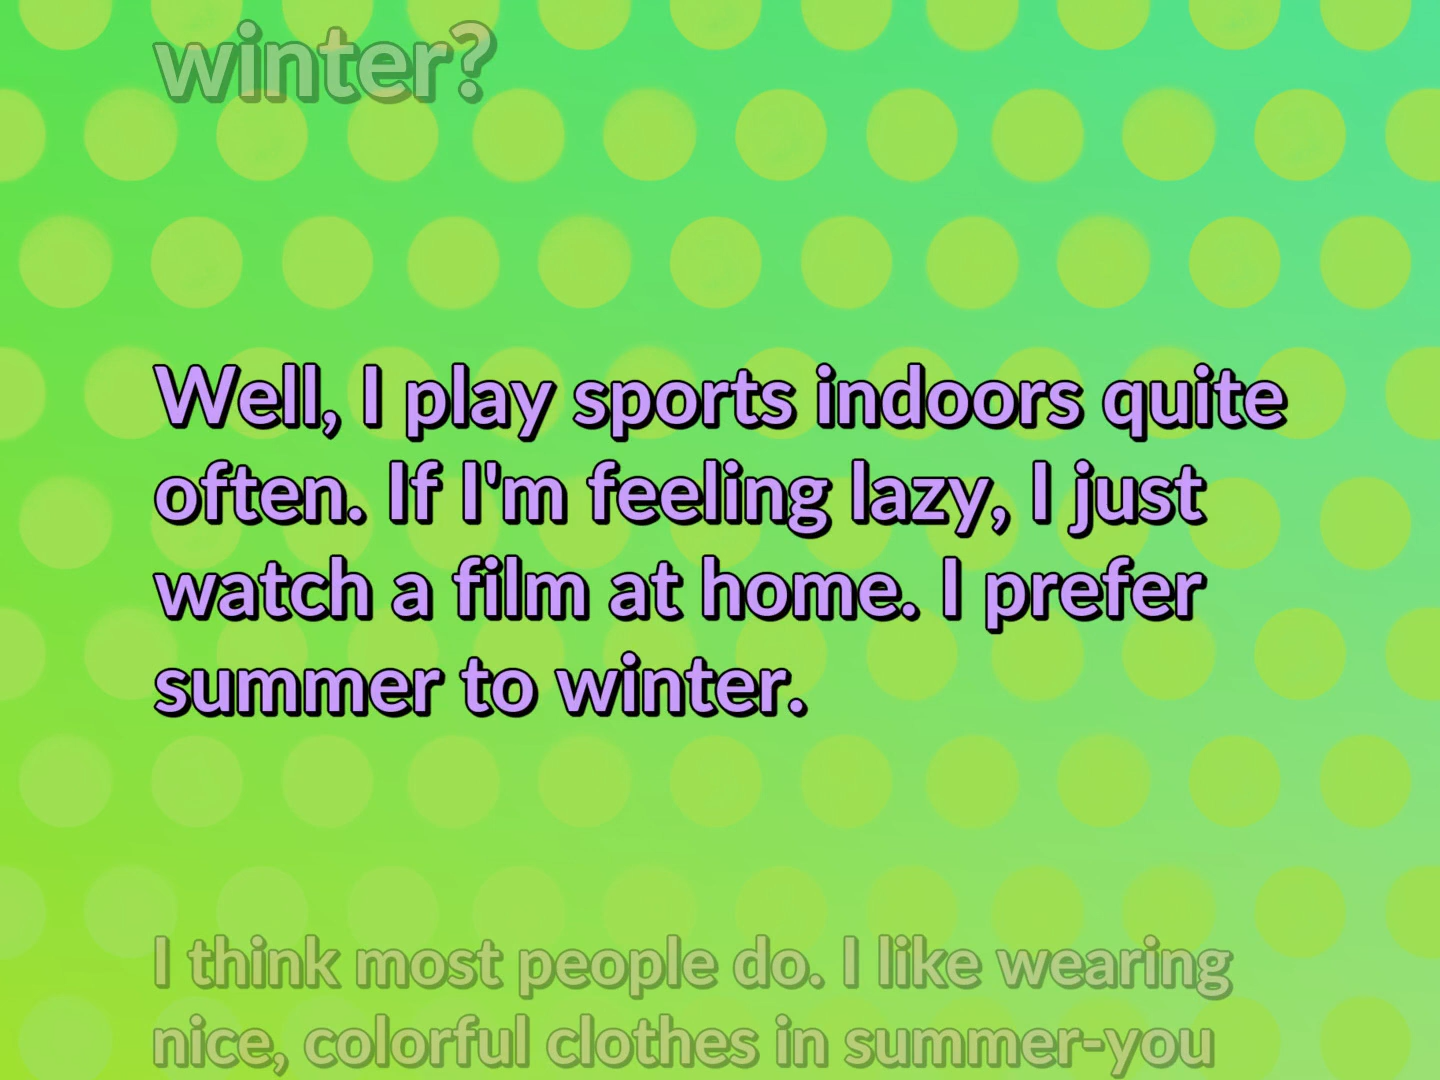 winter?
Well, I play sports indoors quite
often. If I'm feeling lazy, I just
watch a film at home. I prefer
summer to winter.
I think most people do. I like wearing
nice, colorful clothes in summer-you